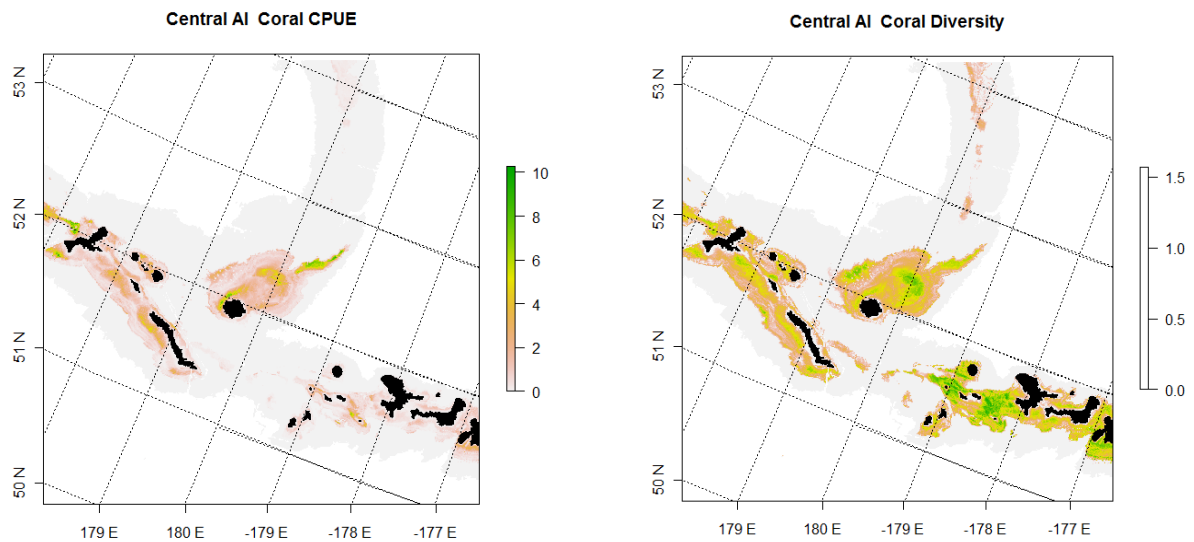 Central AI Coral CPUE
53 N
52 N
51 N
50 N
179 E
180 E
-179 E
-178 E
-177 E
10
8
6
4
2
0
Central AI Coral Diversity
53 N
52 N
51 N
50 N
179 E
180 E
-179 E
-178 E
-177 E
1.5
1.0
0.5
0.0